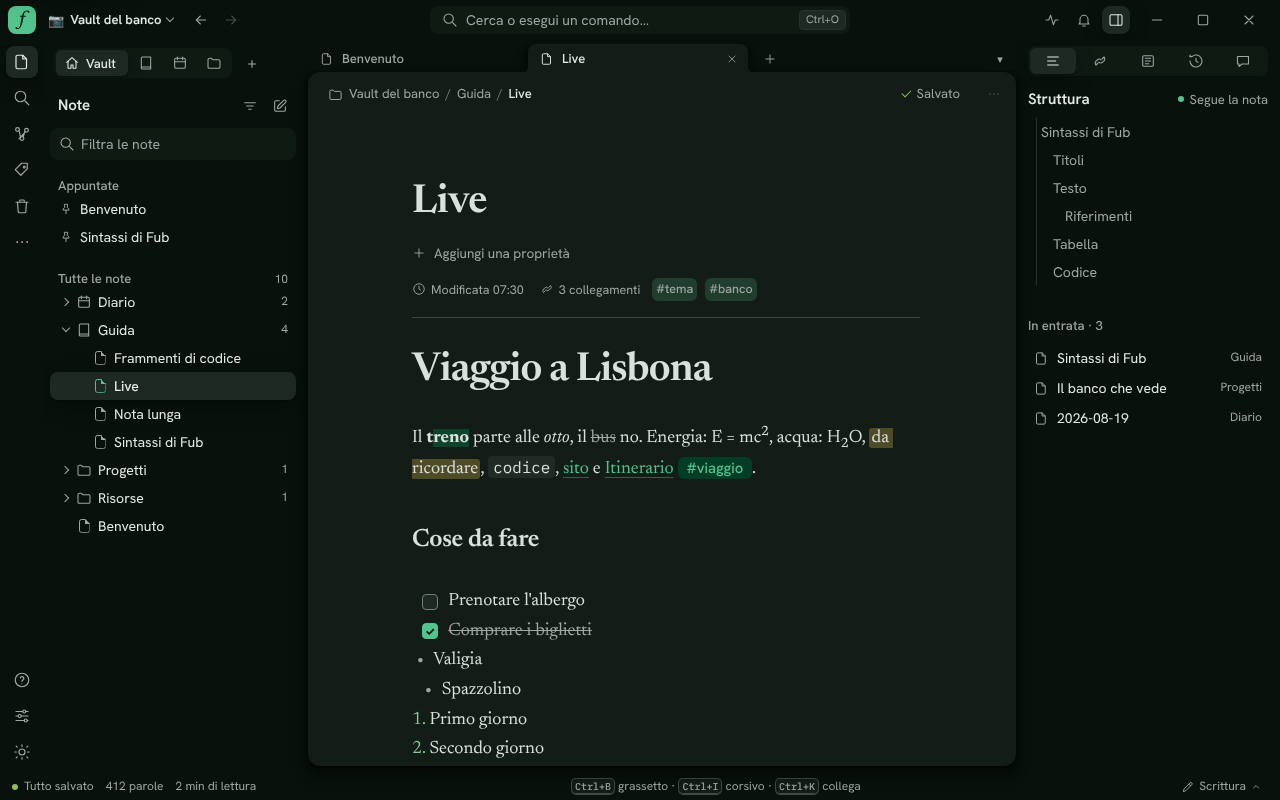 Vault del banco
Cerca o esegui un comando...
Ctrl+O
Vault
Note
Filtra le note
Appuntate
Benvenuto
Sintassi di Fub
Tutte le note 10
Diario 2
Guida 4
Frammenti di codice
Live
Nota lunga
Sintassi di Fub
Progetti 1
Risorse 1
Benvenuto
Benvenuto
Live
Vault del banco / Guida / Live
Salvato
Live
Aggiungi una proprietà
Modificata 07:30 3 collegamenti #tema #banco
Viaggio a Lisbona
Il treno parte alle otto, il bus no. Energia: E = mc², acqua: H₂O, da
ricordare, codice, sito e Itinerario #viaggio.
Cose da fare
Prenotare l'albergo
Comprare i biglietti
• Valigia
• Spazzolino
1. Primo giorno
2. Secondo giorno
Struttura
Segue la nota
Sintassi di Fub
Titoli
Testo
Riferimenti
Tabella
Codice
In entrata · 3
Sintassi di Fub Guida
Il banco che vede Progetti
2026-08-19 Diario
Tutto salvato 412 parole 2 min di lettura
Ctrl+B grassetto · Ctrl+I corsivo · Ctrl+K collega
Scrittura